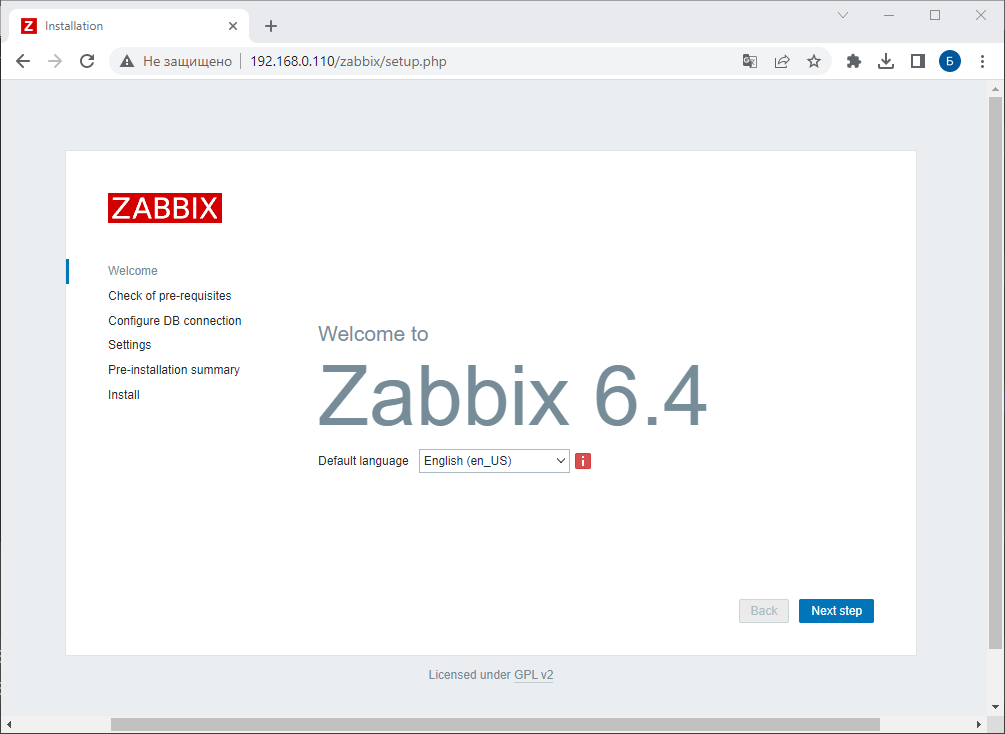 Z Installation
Не защищено 192.168.0.110/zabbix/setup.php Б
ZABBIX
Welcome
Check of pre-requisites
Configure DB connection
Settings
Pre-installation summary
Install
Welcome to
Zabbix 6.4
Default language English (en_US) i
Back Next step
Licensed under GPL v2